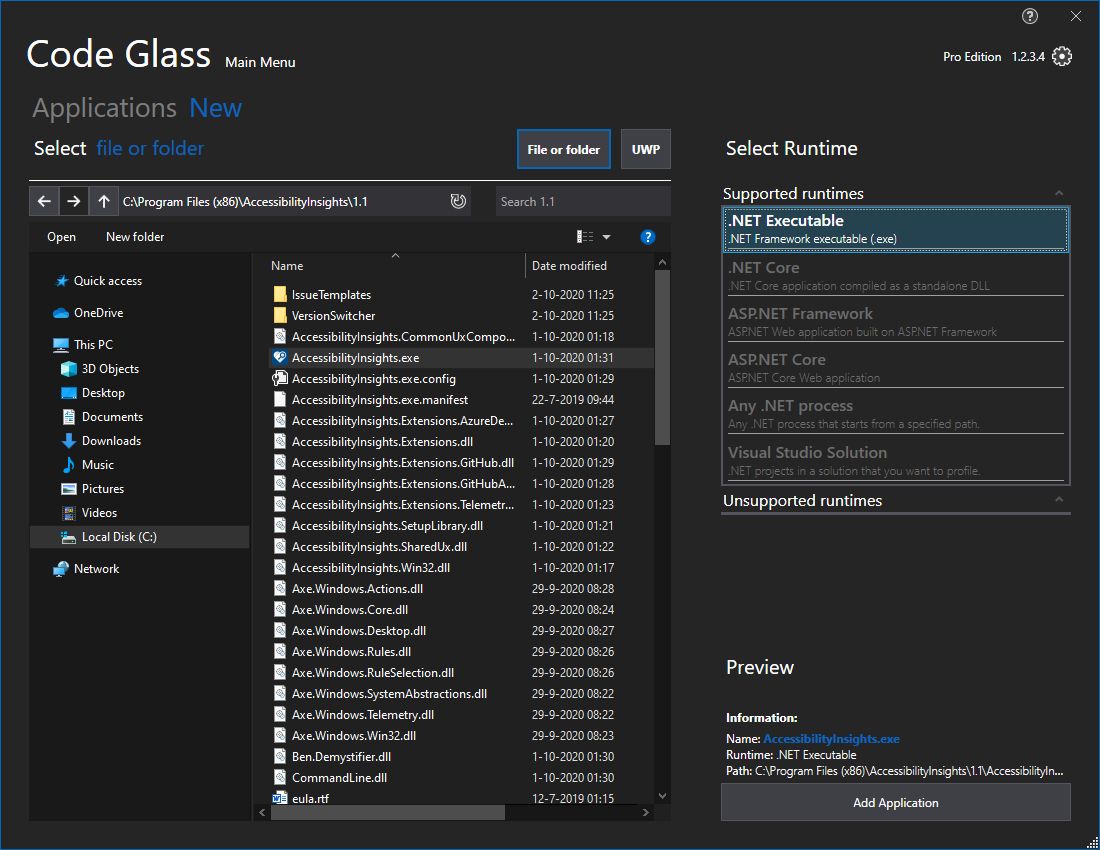 Code Glass Main Menu
Pro Edition 1.2.3.4
Applications New
Select file or folder
File or folder
UWP
C:\Program Files (x86)\AccessibilityInsights\1.1
Search 1.1
Open New folder
Quick access
OneDrive
This PC
3D Objects
Desktop
Documents
Downloads
Music
Pictures
Videos
Local Disk (C:)
Network
Name Date modified
IssueTemplates 2-10-2020 11:25
VersionSwitcher 2-10-2020 11:25
AccessibilityInsights.CommonUxCompo... 1-10-2020 01:18
AccessibilityInsights.exe 1-10-2020 01:31
AccessibilityInsights.exe.config 1-10-2020 01:29
AccessibilityInsights.exe.manifest 22-7-2019 09:44
AccessibilityInsights.Extensions.AzureDe... 1-10-2020 01:27
AccessibilityInsights.Extensions.dll 1-10-2020 01:20
AccessibilityInsights.Extensions.GitHub.dll 1-10-2020 01:29
AccessibilityInsights.Extensions.GitHubA... 1-10-2020 01:28
AccessibilityInsights.Extensions.Telemetr... 1-10-2020 01:23
AccessibilityInsights.SetupLibrary.dll 1-10-2020 01:21
AccessibilityInsights.SharedUx.dll 1-10-2020 01:22
AccessibilityInsights.Win32.dll 1-10-2020 01:17
Axe.Windows.Actions.dll 29-9-2020 08:28
Axe.Windows.Core.dll 29-9-2020 08:24
Axe.Windows.Desktop.dll 29-9-2020 08:27
Axe.Windows.Rules.dll 29-9-2020 08:26
Axe.Windows.RuleSelection.dll 29-9-2020 08:26
Axe.Windows.SystemAbstractions.dll 29-9-2020 08:22
Axe.Windows.Telemetry.dll 29-9-2020 08:22
Axe.Windows.Win32.dll 29-9-2020 08:23
Ben.Demystifier.dll 1-10-2020 01:30
CommandLine.dll 1-10-2020 01:30
eula.rtf 12-7-2019 01:15
Select Runtime
Supported runtimes
.NET Executable
.NET Framework executable (.exe)
.NET Core
.NET Core application compiled as a standalone DLL
ASP.NET Framework
ASP.NET Web application built on ASP.NET Framework
ASP.NET Core
ASP.NET Core Web application
Any .NET process
Any .NET process that starts from a specified path.
Visual Studio Solution
.NET projects in a solution that you want to profile.
Unsupported runtimes
Preview
Information:
Name: AccessibilityInsights.exe
Runtime: .NET Executable
Path: C:\Program Files (x86)\AccessibilityInsights\1.1\AccessibilityIn...
Add Application